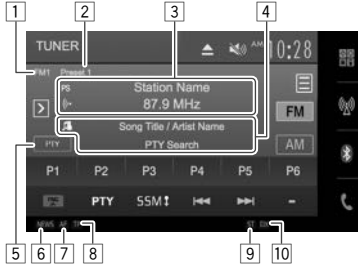 1 2 3 4
TUNER AM 10:28
FM1 Preset 1
PS Station Name
87.9 MHz
FM
Song Title / Artist Name
PTY PTY Search AM
P1 P2 P3 P4 P5 P6
PTY SSM
NEWS AF TP ST
5 6 7 8 9 10